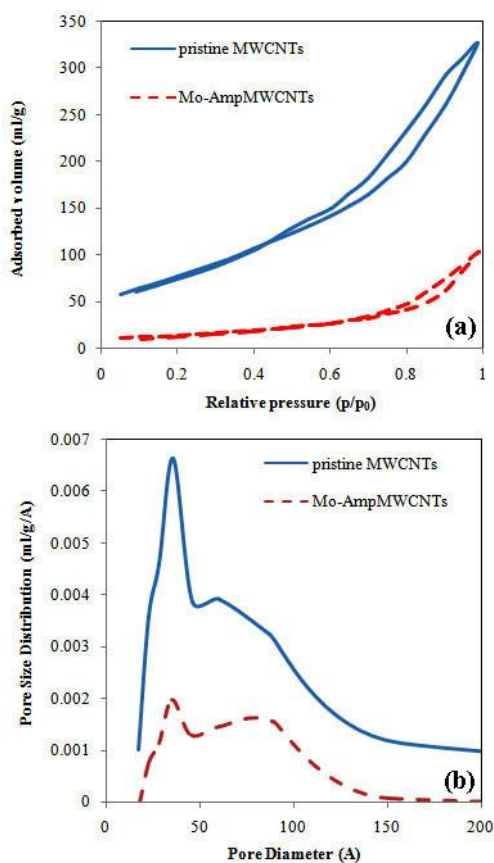 350
pristine MWCNTs
300
Mo-AmpMWCNTs
250
200
150
100
50
0
Adsorbed volume (ml/g)
(a)
0 0.2 0.4 0.6 0.8 1
Relative pressure (p/p0)
0.007
pristine MWCNTs
0.006
Mo-AmpMWCNTs
0.005
0.004
0.003
0.002
0.001
0
Pore Size Distribution (ml/g/A)
(b)
0 50 100 150 200
Pore Diameter (A)